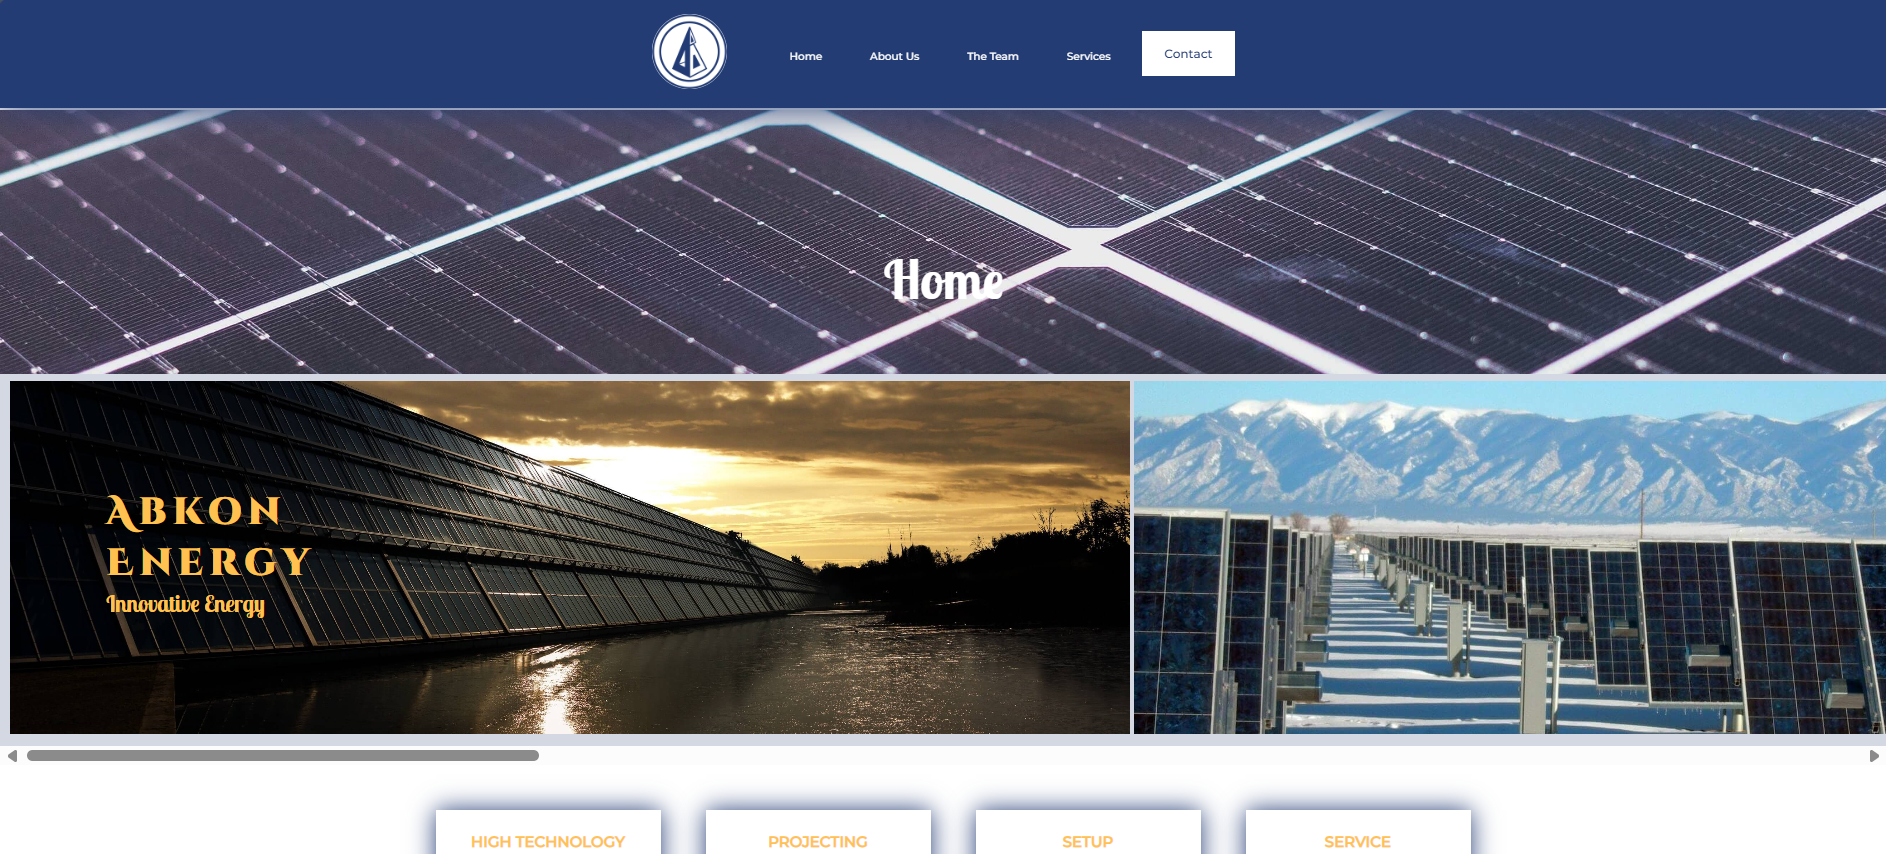 Home
About Us
The Team
Services
Contact
Home
ABKON
ENERGY
Innovative Energy
HIGH TECHNOLOGY
PROJECTING
SETUP
SERVICE